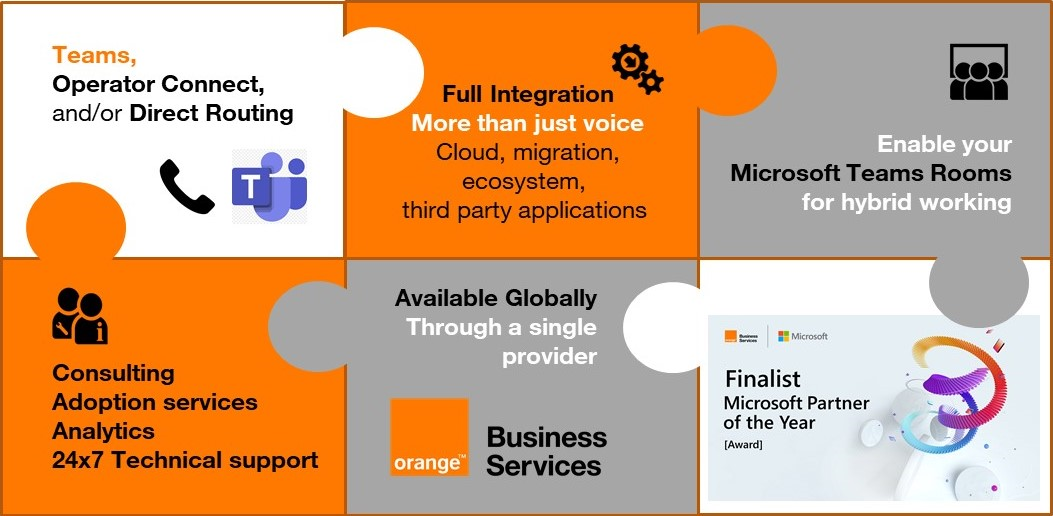 Teams,
Operator Connect,
and/or Direct Routing
T
Full Integration
More than just voice
Cloud, migration,
ecosystem,
third party applications
Enable your
Microsoft Teams Rooms
for hybrid working
i
Consulting
Adoption services
Analytics
24x7 Technical support
Available Globally
Through a single
provider
orange™
Business
Services
orange
Business
Services
Microsoft
Finalist
Microsoft Partner
of the Year
[Award]